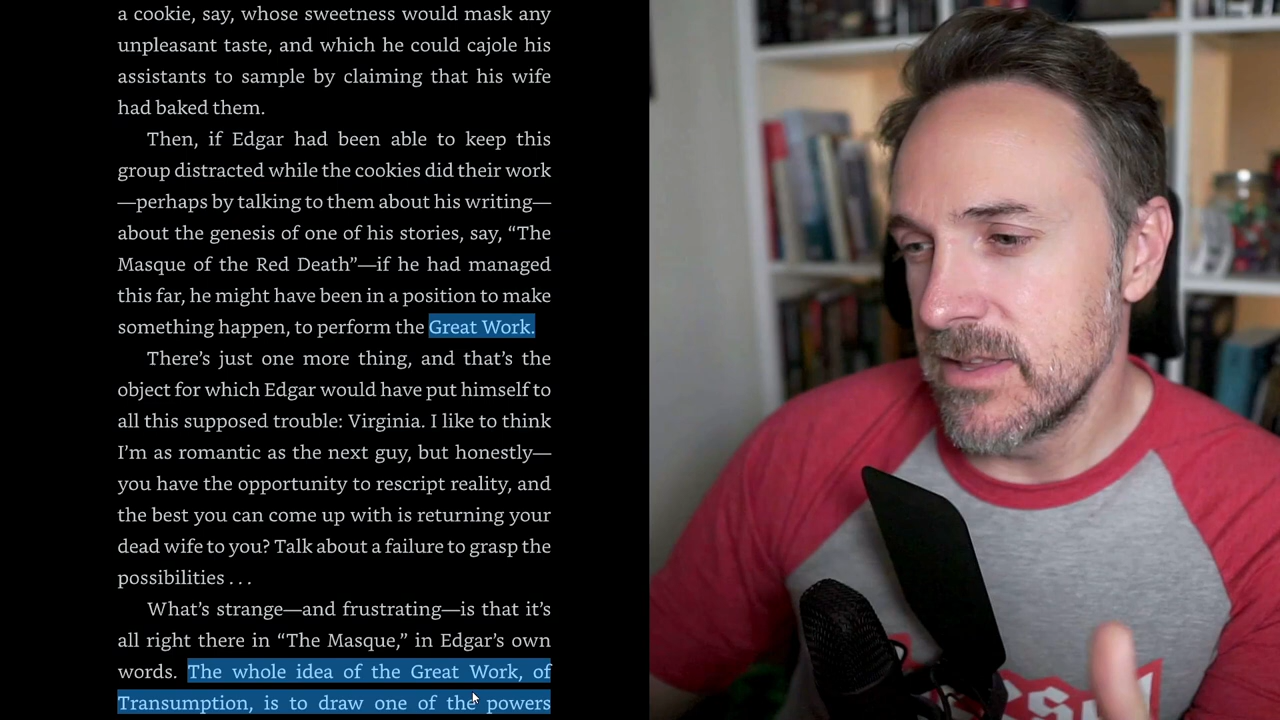 a cookie, say, whose sweetness would mask any
unpleasant taste, and which he could cajole his
assistants to sample by claiming that his wife
had baked them.
Then, if Edgar had been able to keep this
group distracted while the cookies did their work
—perhaps by talking to them about his writing—
about the genesis of one of his stories, say, “The
Masque of the Red Death”—if he had managed
this far, he might have been in a position to make
something happen, to perform the Great Work.
There’s just one more thing, and that’s the
object for which Edgar would have put himself to
all this supposed trouble: Virginia. I like to think
I’m as romantic as the next guy, but honestly—
you have the opportunity to rescript reality, and
the best you can come up with is returning your
dead wife to you? Talk about a failure to grasp the
possibilities . . .
What’s strange—and frustrating—is that it’s
all right there in “The Masque,” in Edgar’s own
words. The whole idea of the Great Work, of
Transumption, is to draw one of the powers